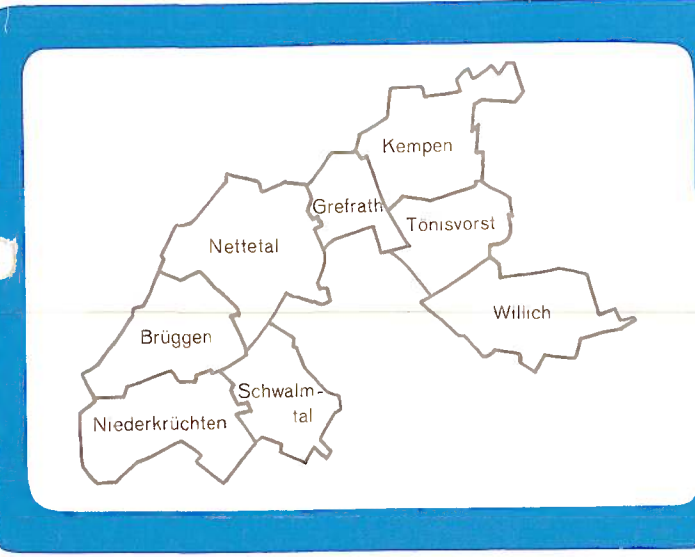 Kempen
Grefrath
Tönisvorst
Nettetal
Willich
Brüggen
Schwalm-
tal
Niederkrüchten